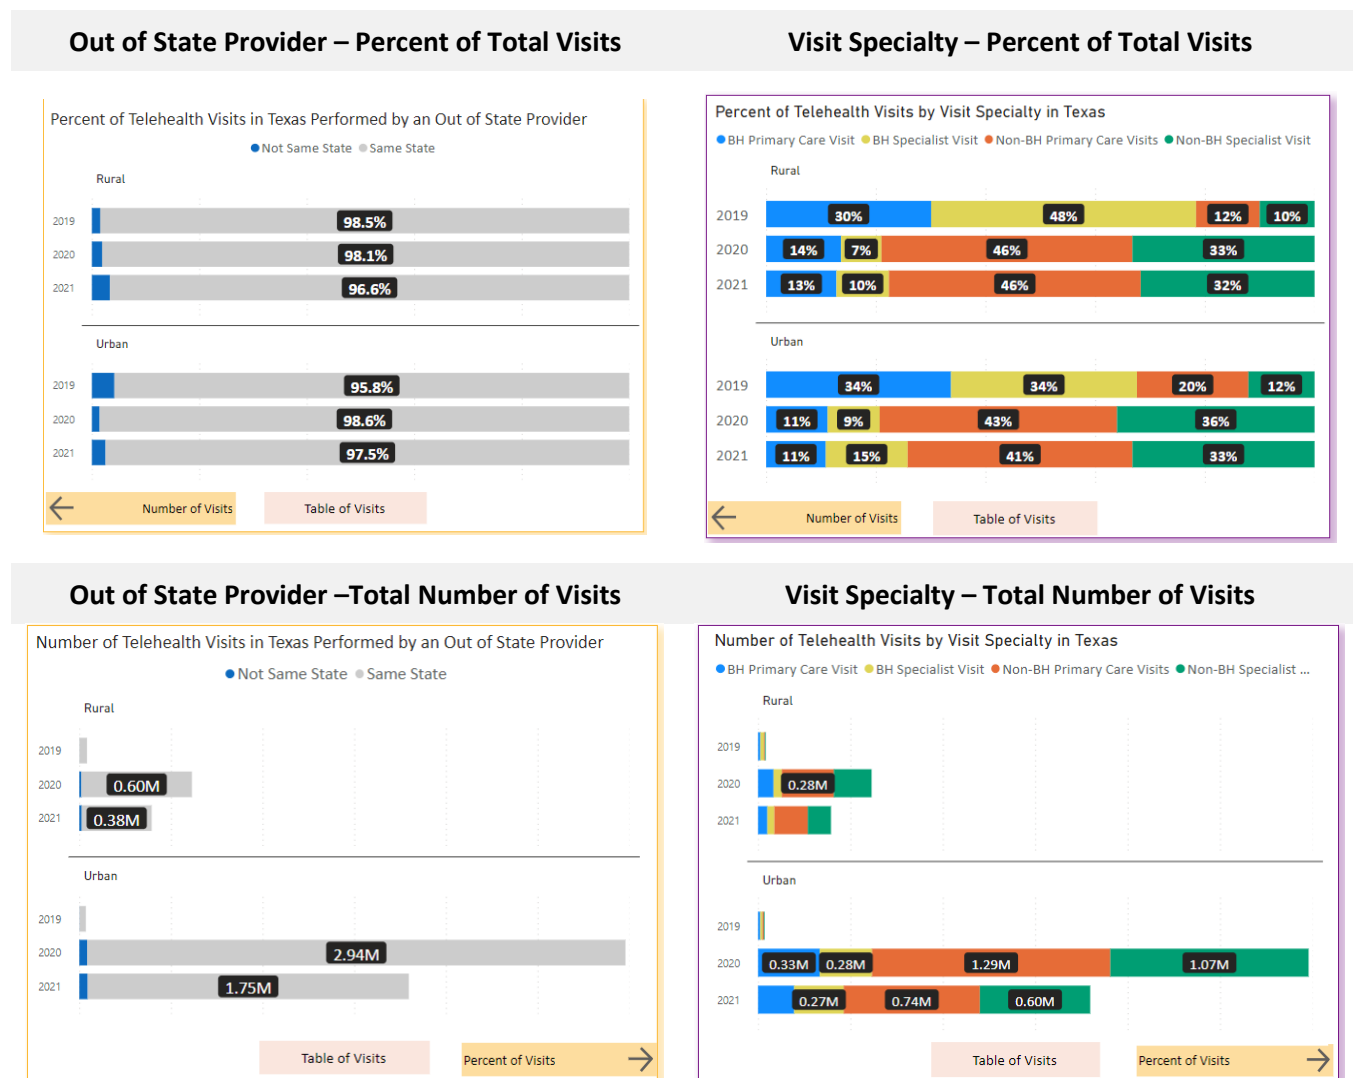 Out of State Provider – Percent of Total Visits
Visit Specialty – Percent of Total Visits
Percent of Telehealth Visits in Texas Performed by an Out of State Provider
Not Same State Same State
Rural
2019 98.5%
2020 98.1%
2021 96.6%
Urban
2019 95.8%
2020 98.6%
2021 97.5%
Number of Visits
Table of Visits
Percent of Telehealth Visits by Visit Specialty in Texas
BH Primary Care Visit BH Specialist Visit Non-BH Primary Care Visits Non-BH Specialist Visit
Rural
2019 30% 48% 12% 10%
2020 14% 7% 46% 33%
2021 13% 10% 46% 32%
Urban
2019 34% 34% 20% 12%
2020 11% 9% 43% 36%
2021 11% 15% 41% 33%
Number of Visits
Table of Visits
Out of State Provider –Total Number of Visits
Visit Specialty – Total Number of Visits
Number of Telehealth Visits in Texas Performed by an Out of State Provider
Not Same State Same State
Rural
2019
2020 0.60M
2021 0.38M
Urban
2019
2020 2.94M
2021 1.75M
Table of Visits
Percent of Visits
Number of Telehealth Visits by Visit Specialty in Texas
BH Primary Care Visit BH Specialist Visit Non-BH Primary Care Visits Non-BH Specialist ...
Rural
2019
2020 0.28M
2021
Urban
2019
2020 0.33M 0.28M 1.29M 1.07M
2021 0.27M 0.74M 0.60M
Table of Visits
Percent of Visits